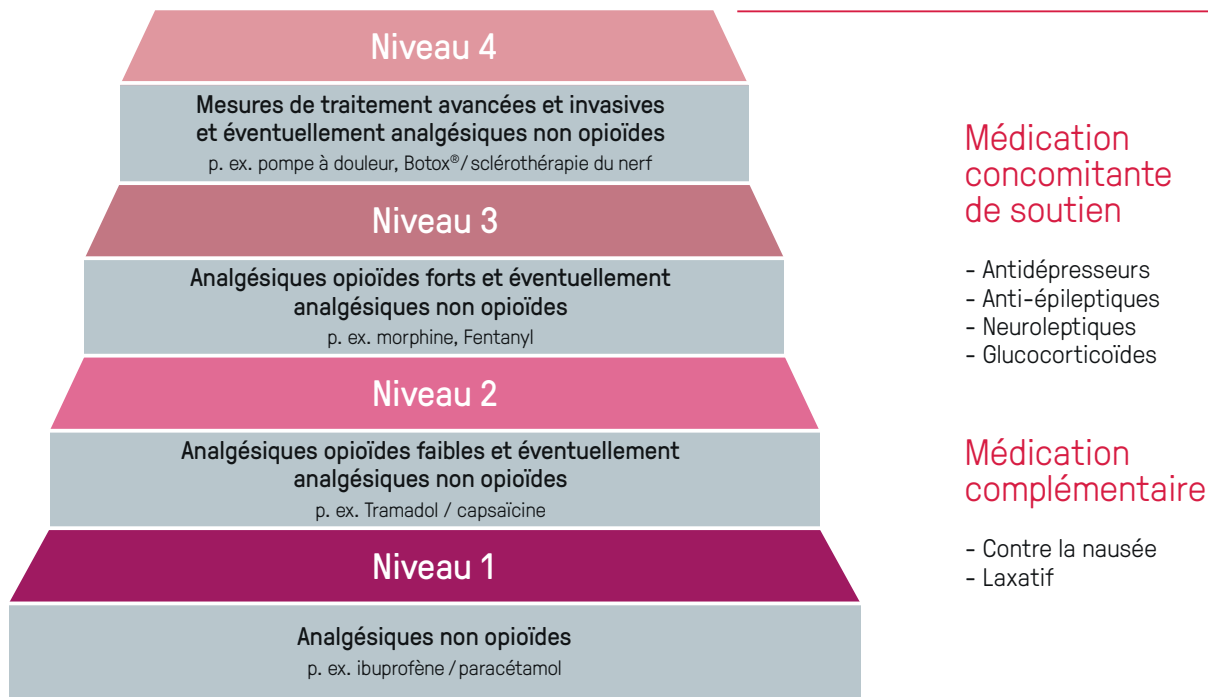 Niveau 4
Mesures de traitement avancées et invasives
et éventuellement analgésiques non opioïdes
p. ex. pompe à douleur, Botox®/ sclérothérapie du nerf
Niveau 3
Analgésiques opioïdes forts et éventuellement
analgésiques non opioïdes
p. ex. morphine, Fentanyl
Niveau 2
Analgésiques opioïdes faibles et éventuellement
analgésiques non opioïdes
p. ex. Tramadol / capsaïcine
Niveau 1
Analgésiques non opioïdes
p. ex. ibuprofène / paracétamol
Médication
concomitante
de soutien
- Antidépresseurs
- Anti-épileptiques
- Neuroleptiques
- Glucocorticoïdes
Médication
complémentaire
- Contre la nausée
- Laxatif